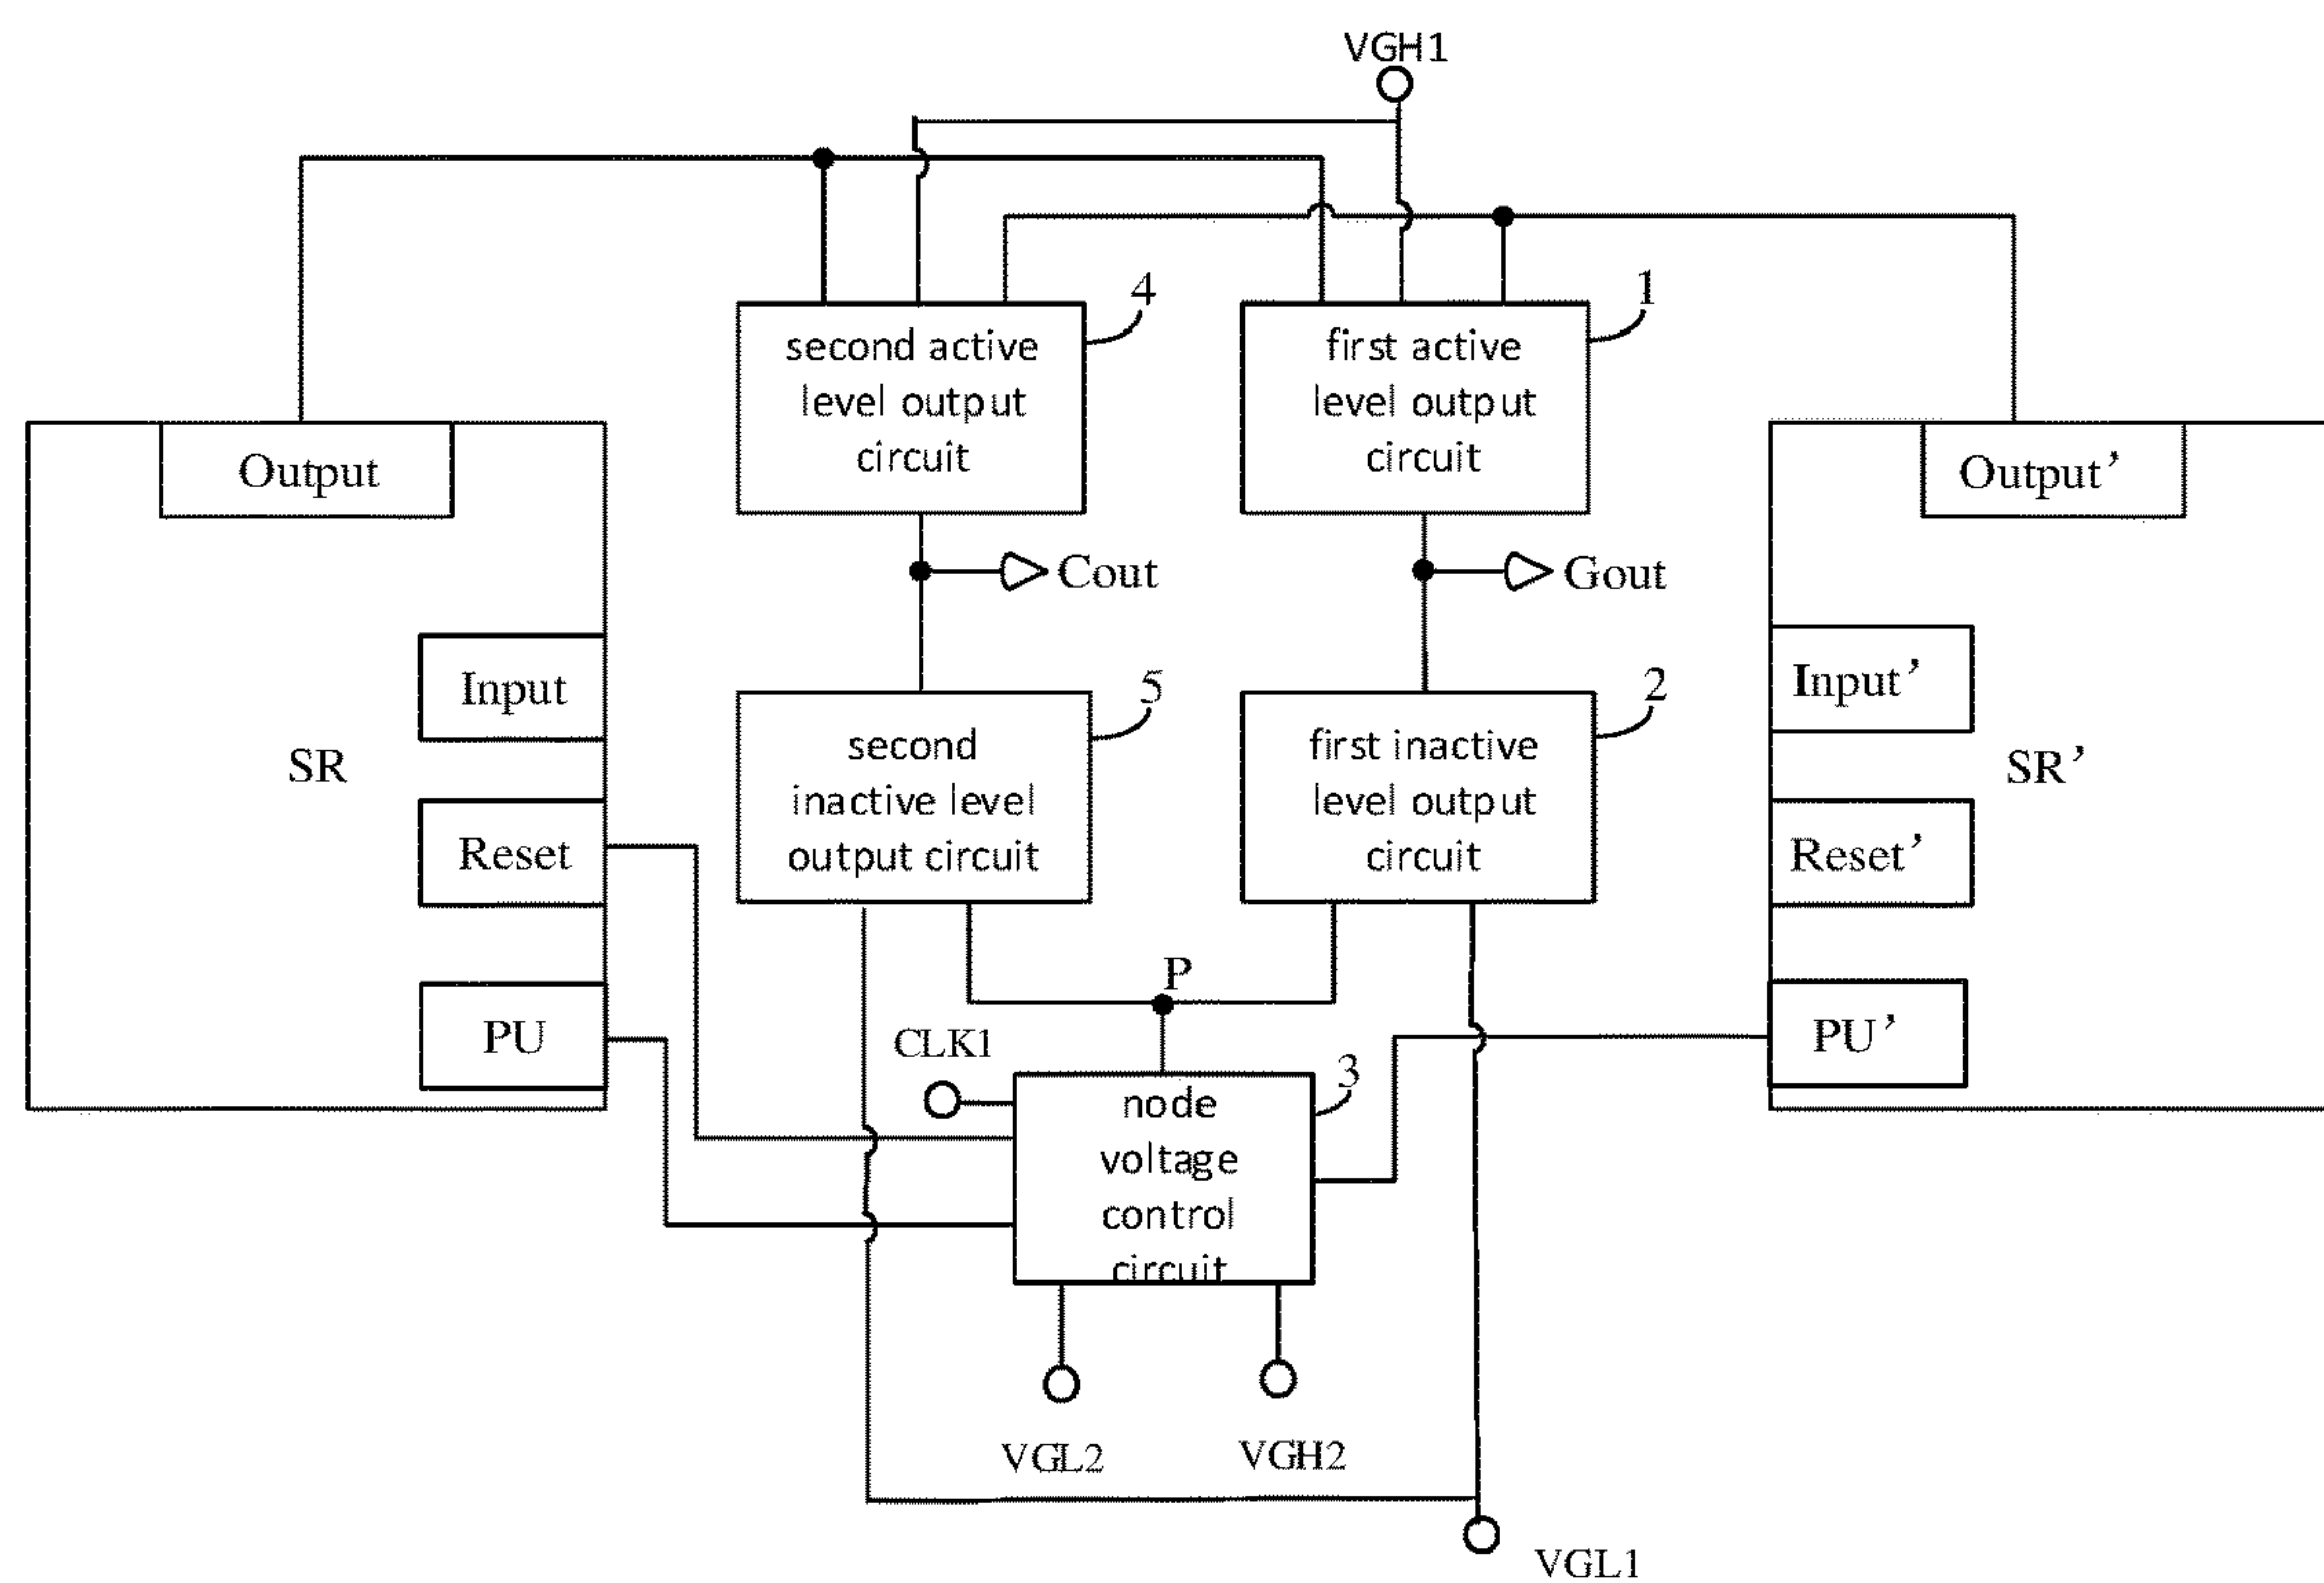 VGH1
4
1
second active
level output
circuit
first active
level output
circuit
Output
Output’
Cout
Gout
Input
Input’
5
2
second
inactive level
output circuit
first inactive
level output
circuit
SR
SR’
Reset
Reset’
P
PU
PU’
CLK1
3
node
voltage
control
circuit
VGL2
VGH2
VGL1